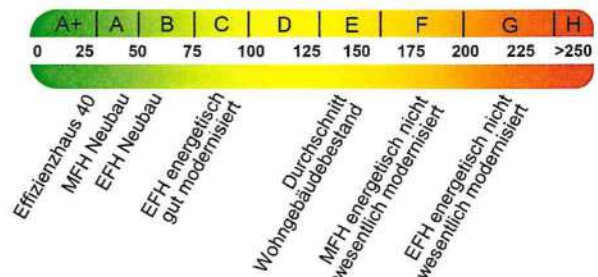 A+ A B C D E F G H
0 25 50 75 100 125 150 175 200 225 >250
Effizienzhaus 40
MFH Neubau
EFH Neubau
EFH energetisch
gut modernisiert
Durchschnitt
Wohngebäudebestand
MFH energetisch nicht
wesentlich modernisiert
EFH energetisch nicht
wesentlich modernisiert